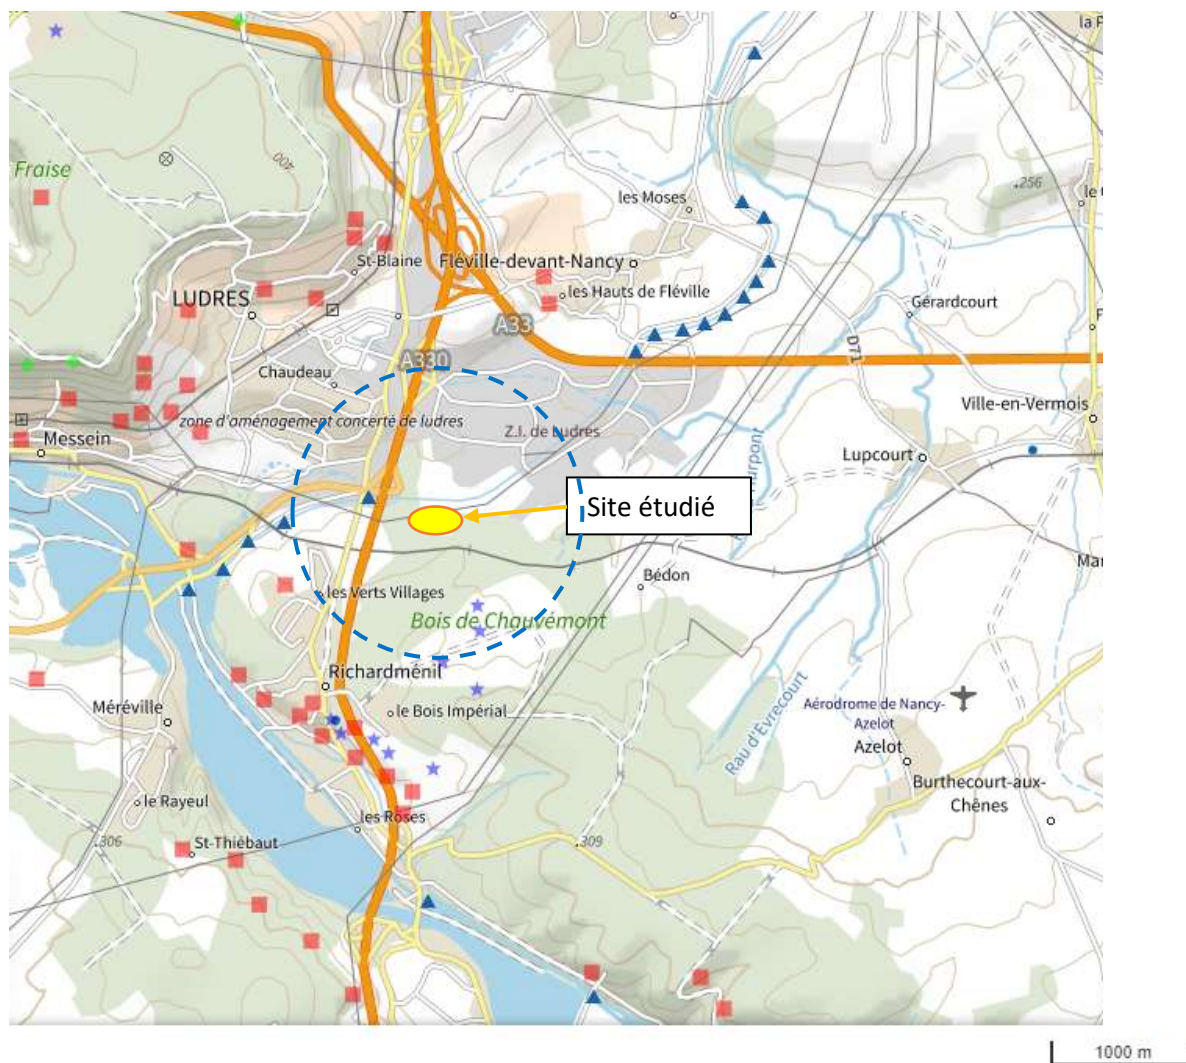 la P
Fraise
400
les Moses
256
le
St-Blaine
Fléville-devant-Nancy
LUDRES
les Hauts de Fléville
Gérardcourt
A33
A330
D71
Chaudeau
Ville-en-Vermois
zone d'aménagement concerté de ludres
Z.I. de Ludres
Messein
Lupcourt
Site étudié
Bédon
les Verts Villages
Bois de Chauvémont
Richardménil
Méréville
le Bois Impérial
Rau d'Évrecourt
Aérodrome de Nancy-
Azelot
Azelot
Burthecourt-aux-
Chênes
le Rayeul
les Roses
306
St-Thiébaut
309
1000 m